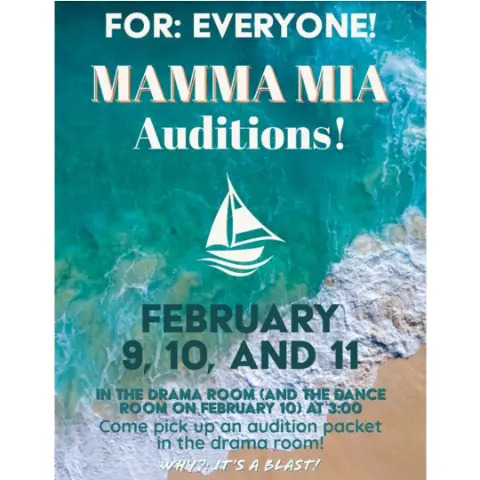 FOR: EVERYONE!
MAMMA MIA
Auditions!
FEBRUARY
9, 10, AND 11
IN THE DRAMA ROOM (AND THE DANCE
ROOM ON FEBRUARY 10) AT 3:00
Come pick up an audition packet
in the drama room!
WHY?: IT'S A BLAST!